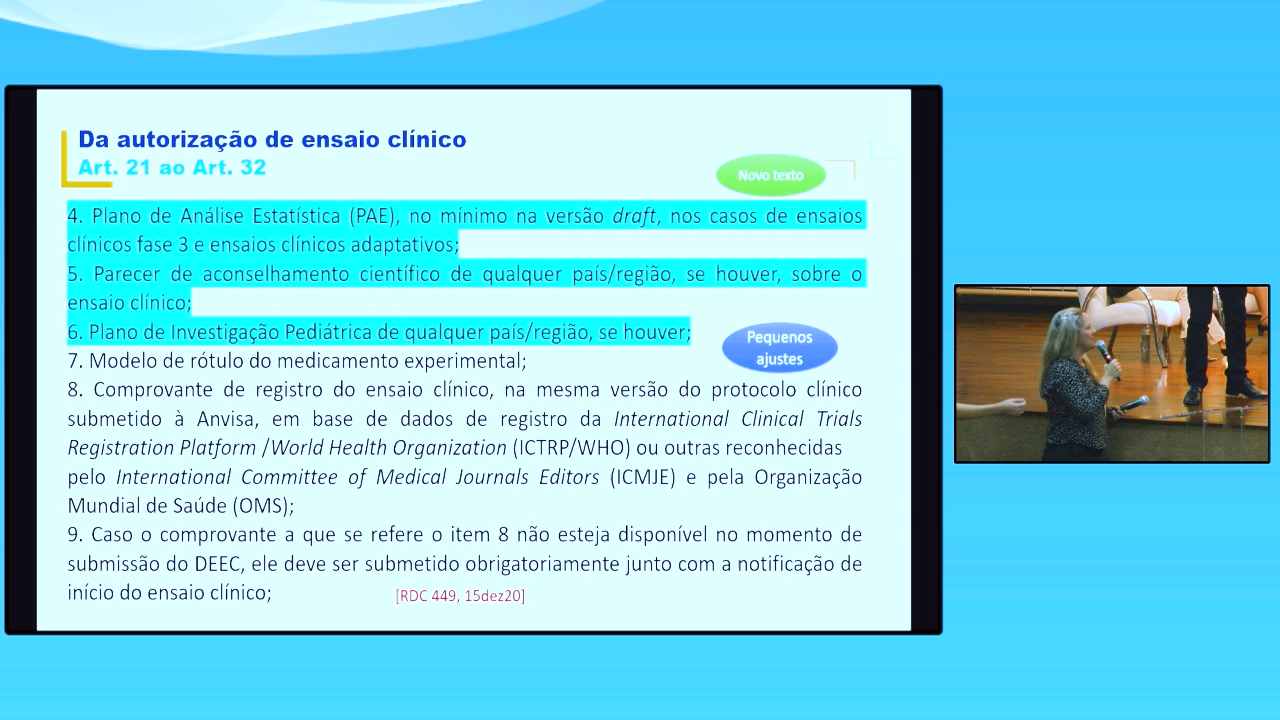 Da autorização de ensaio clínico
Art. 21 ao Art. 32
Novo texto
4. Plano de Análise Estatística (PAE), no mínimo na versão draft, nos casos de ensaios
clínicos fase 3 e ensaios clínicos adaptativos;
5. Parecer de aconselhamento científico de qualquer país/região, se houver, sobre o
ensaio clínico;
6. Plano de Investigação Pediátrica de qualquer país/região, se houver;
Pequenos
ajustes
7. Modelo de rótulo do medicamento experimental;
8. Comprovante de registro do ensaio clínico, na mesma versão do protocolo clínico
submetido à Anvisa, em base de dados de registro da International Clinical Trials
Registration Platform /World Health Organization (ICTRP/WHO) ou outras reconhecidas
pelo International Committee of Medical Journals Editors (ICMJE) e pela Organização
Mundial de Saúde (OMS);
9. Caso o comprovante a que se refere o item 8 não esteja disponível no momento de
submissão do DEEC, ele deve ser submetido obrigatoriamente junto com a notificação de
início do ensaio clínico;
[RDC 449, 15dez20]